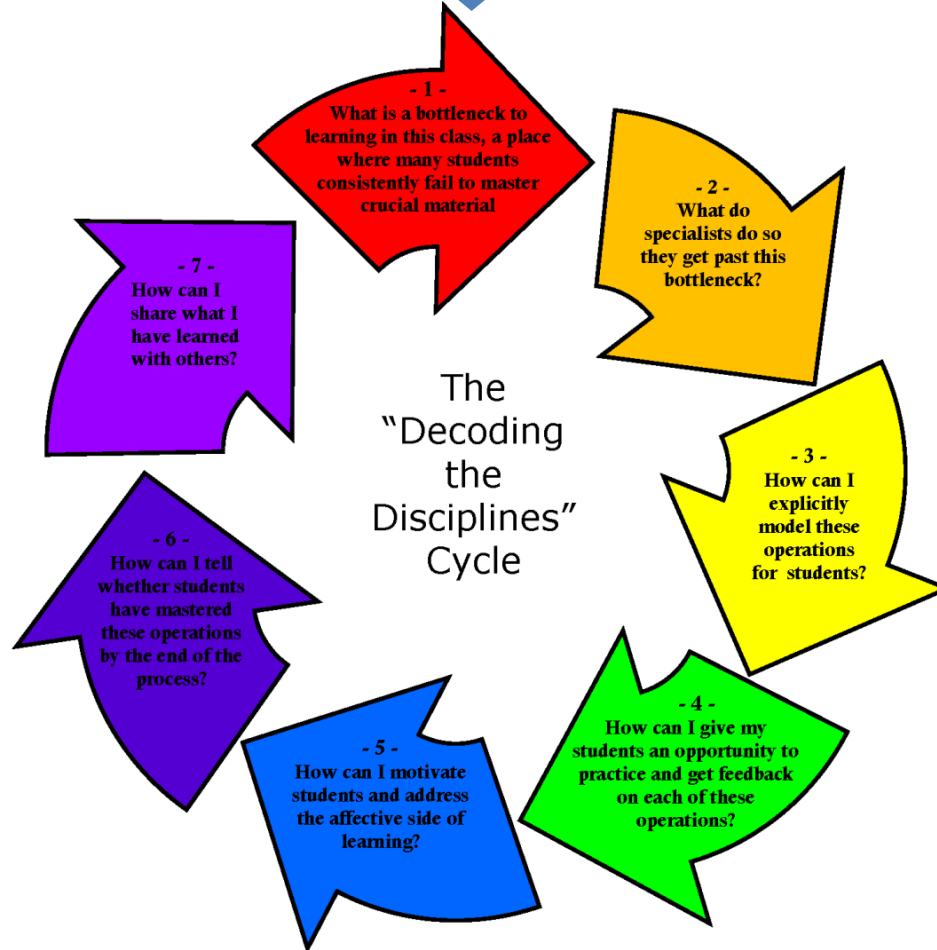 - 1 -
What is a bottleneck to
learning in this class, a place
where many students
consistently fail to master
crucial material
- 2 -
What do
specialists do so
they get past this
bottleneck?
- 3 -
How can I
explicitly
model these
operations
for students?
- 4 -
How can I give my
students an opportunity to
practice and get feedback
on each of these
operations?
- 5 -
How can I motivate
students and address
the affective side of
learning?
- 6 -
How can I tell
whether students
have mastered
these operations
by the end of the
process?
- 7 -
How can I
share what I
have learned
with others?
The
“Decoding
the
Disciplines”
Cycle